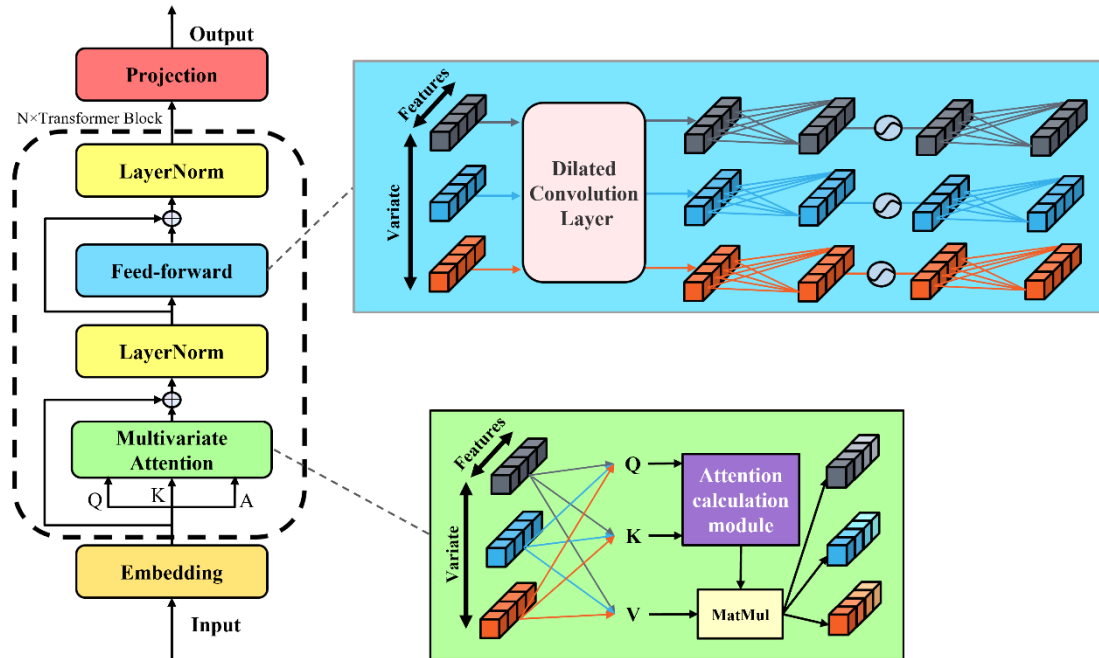 Output
Projection
N×Transformer Block
LayerNorm
Feed-forward
LayerNorm
Multivariate
Attention
Q
K
A
Embedding
Input
Features
Variate
Dilated
Convolution
Layer
Features
Variate
Q
K
V
Attention
calculation
module
MatMul